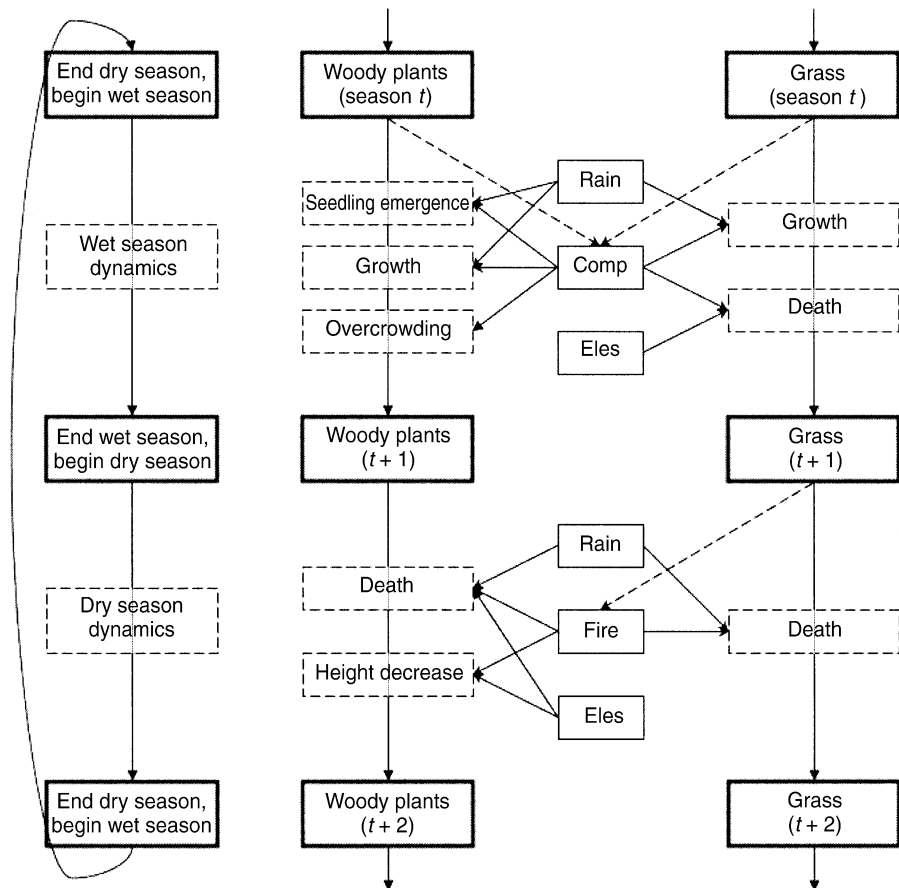 End dry season,
begin wet season
Woody plants
(season t)
Grass
(season t)
Rain
Seedling emergence
Growth
Wet season
dynamics
Growth
Comp
Death
Overcrowding
Eles
End wet season,
begin dry season
Woody plants
(t + 1)
Grass
(t + 1)
Rain
Death
Dry season
dynamics
Fire
Death
Height decrease
Eles
End dry season,
begin wet season
Woody plants
(t + 2)
Grass
(t + 2)